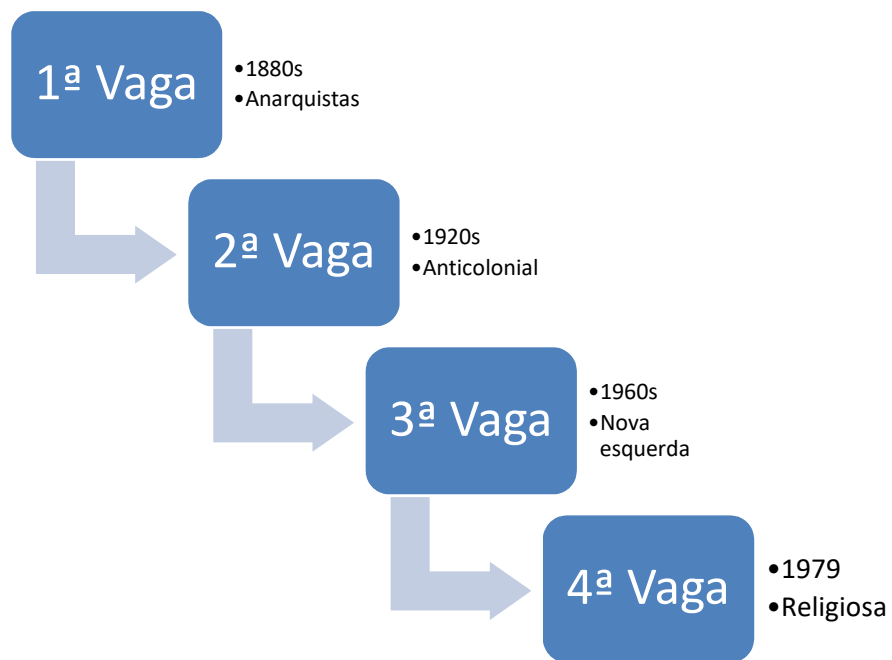 1ª Vaga
•1880s
•Anarquistas
2ª Vaga
•1920s
•Anticolonial
3ª Vaga
•1960s
•Nova
esquerda
4ª Vaga
•1979
•Religiosa